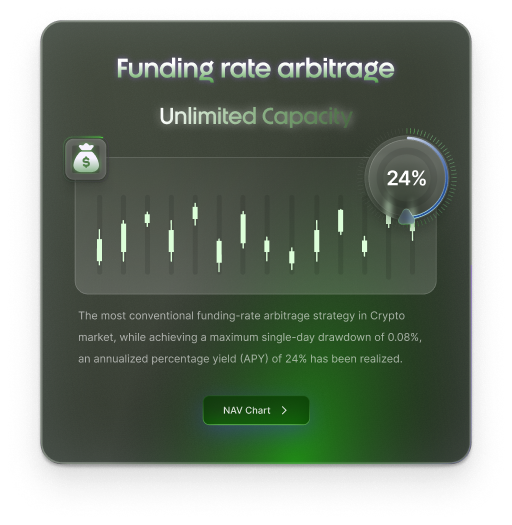 Funding rate arbitrage
Unlimited Capacity
$
24%
The most conventional funding-rate arbitrage strategy in Crypto
market, while achieving a maximum single-day drawdown of 0.08%,
an annualized percentage yield (APY) of 24% has been realized.
NAV Chart